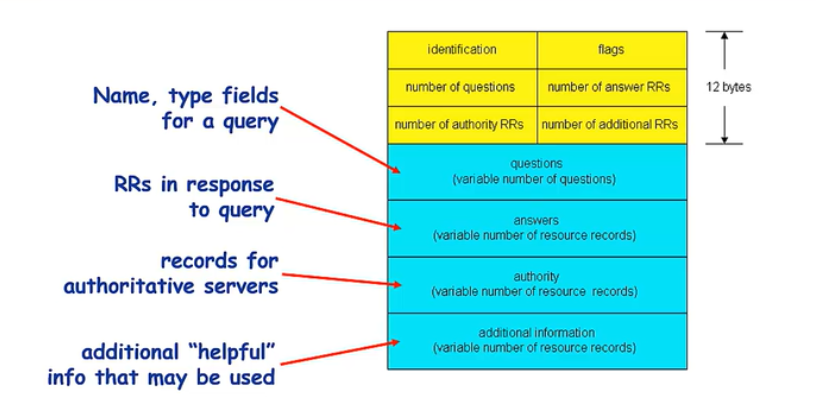 identification
flags
number of questions
number of answer RRs
12 bytes
number of authority RRs
number of additional RRs
Name, type fields
for a query
questions
(variable number of questions)
RRs in response
to query
answers
(variable number of resource records)
records for
authoritative servers
authority
(variable number of resource records)
additional "helpful"
info that may be used
additional information
(variable number of resource records)